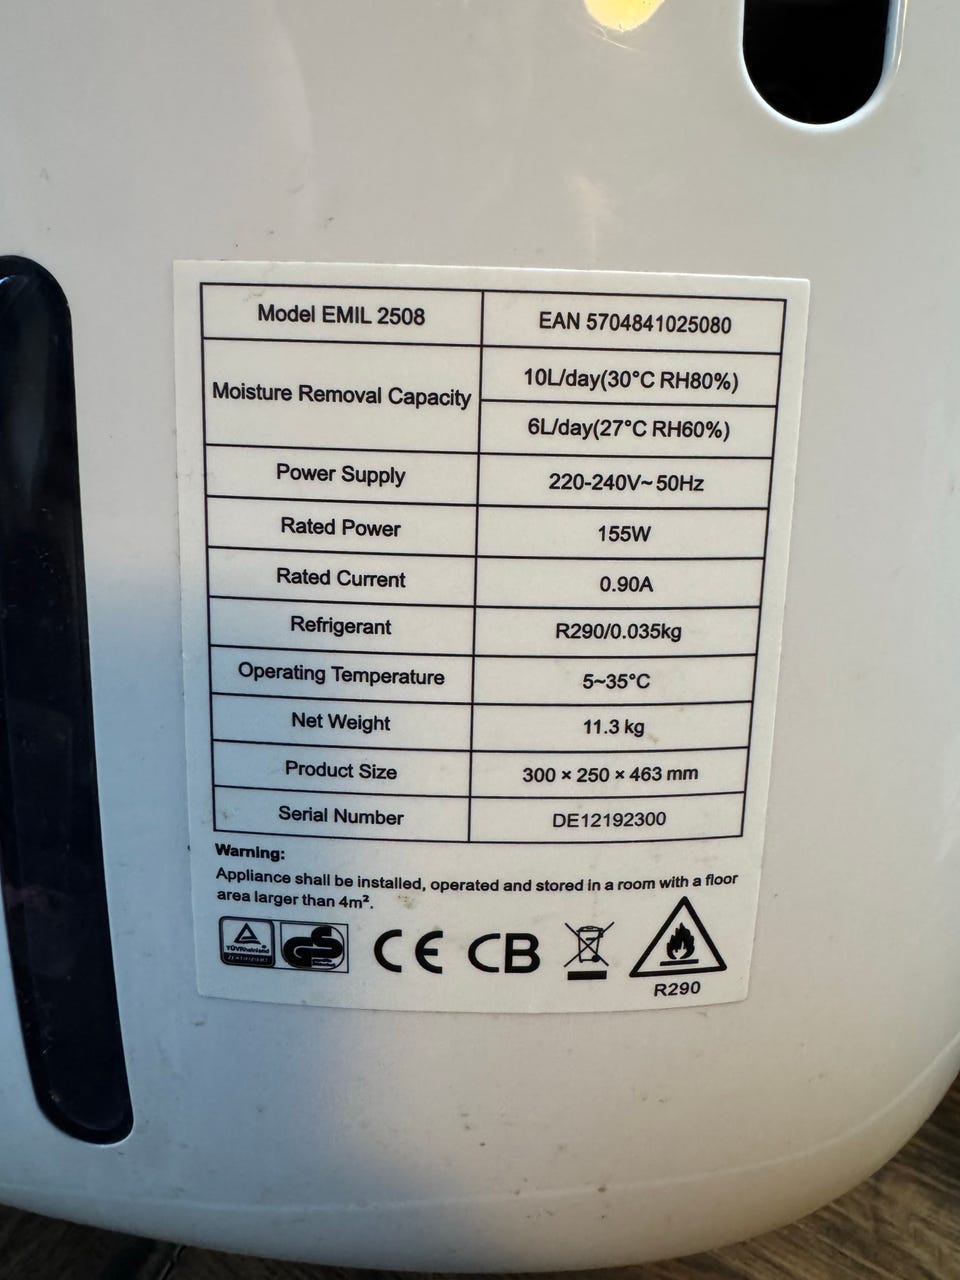 Model EMIL 2508
EAN 5704841025080
Moisture Removal Capacity
10L/day(30°C RH80%)
6L/day(27°C RH60%)
Power Supply
220-240V~50Hz
Rated Power
155W
Rated Current
0.90A
Refrigerant
R290/0.035kg
Operating Temperature
5~35°C
Net Weight
11.3 kg
Product Size
300 × 250 × 463 mm
Serial Number
DE12192300
Warning:
Appliance shall be installed, operated and stored in a room with a floor
area larger than 4m².
TÜVRheinland
GS
CE
CB
R290